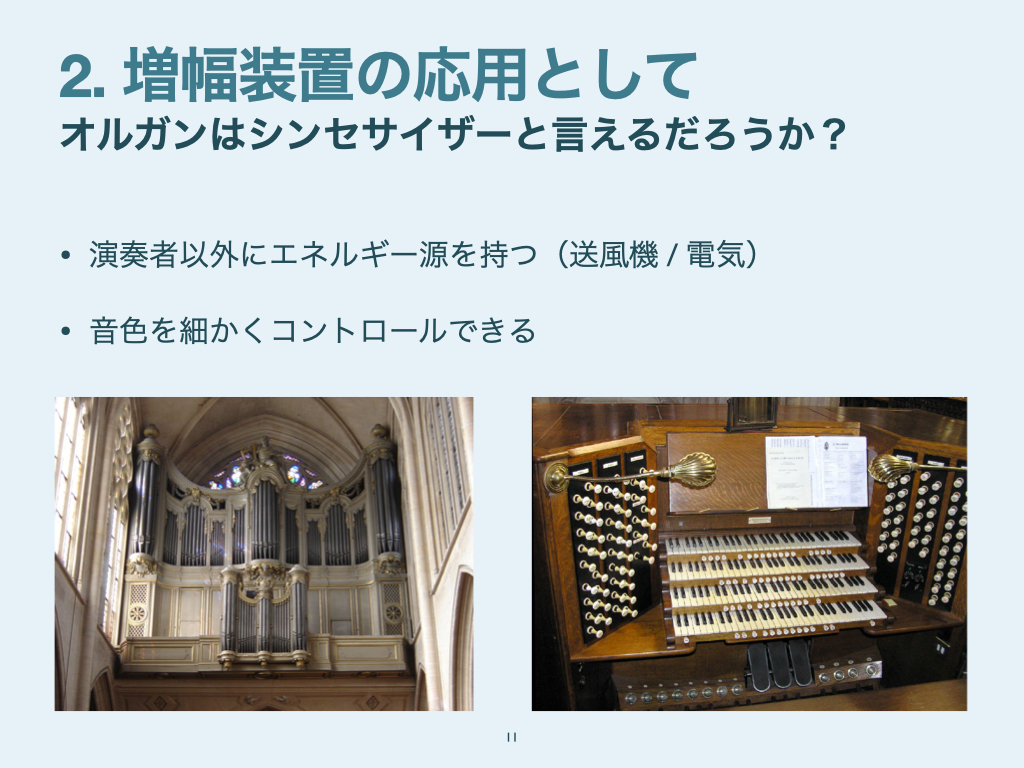 2. 増幅装置の応用として
オルガンはシンセサイザーと言えるだろうか？
• 演奏者以外にエネルギー源を持つ（送風機 / 電気）
• 音色を細かくコントロールできる
11